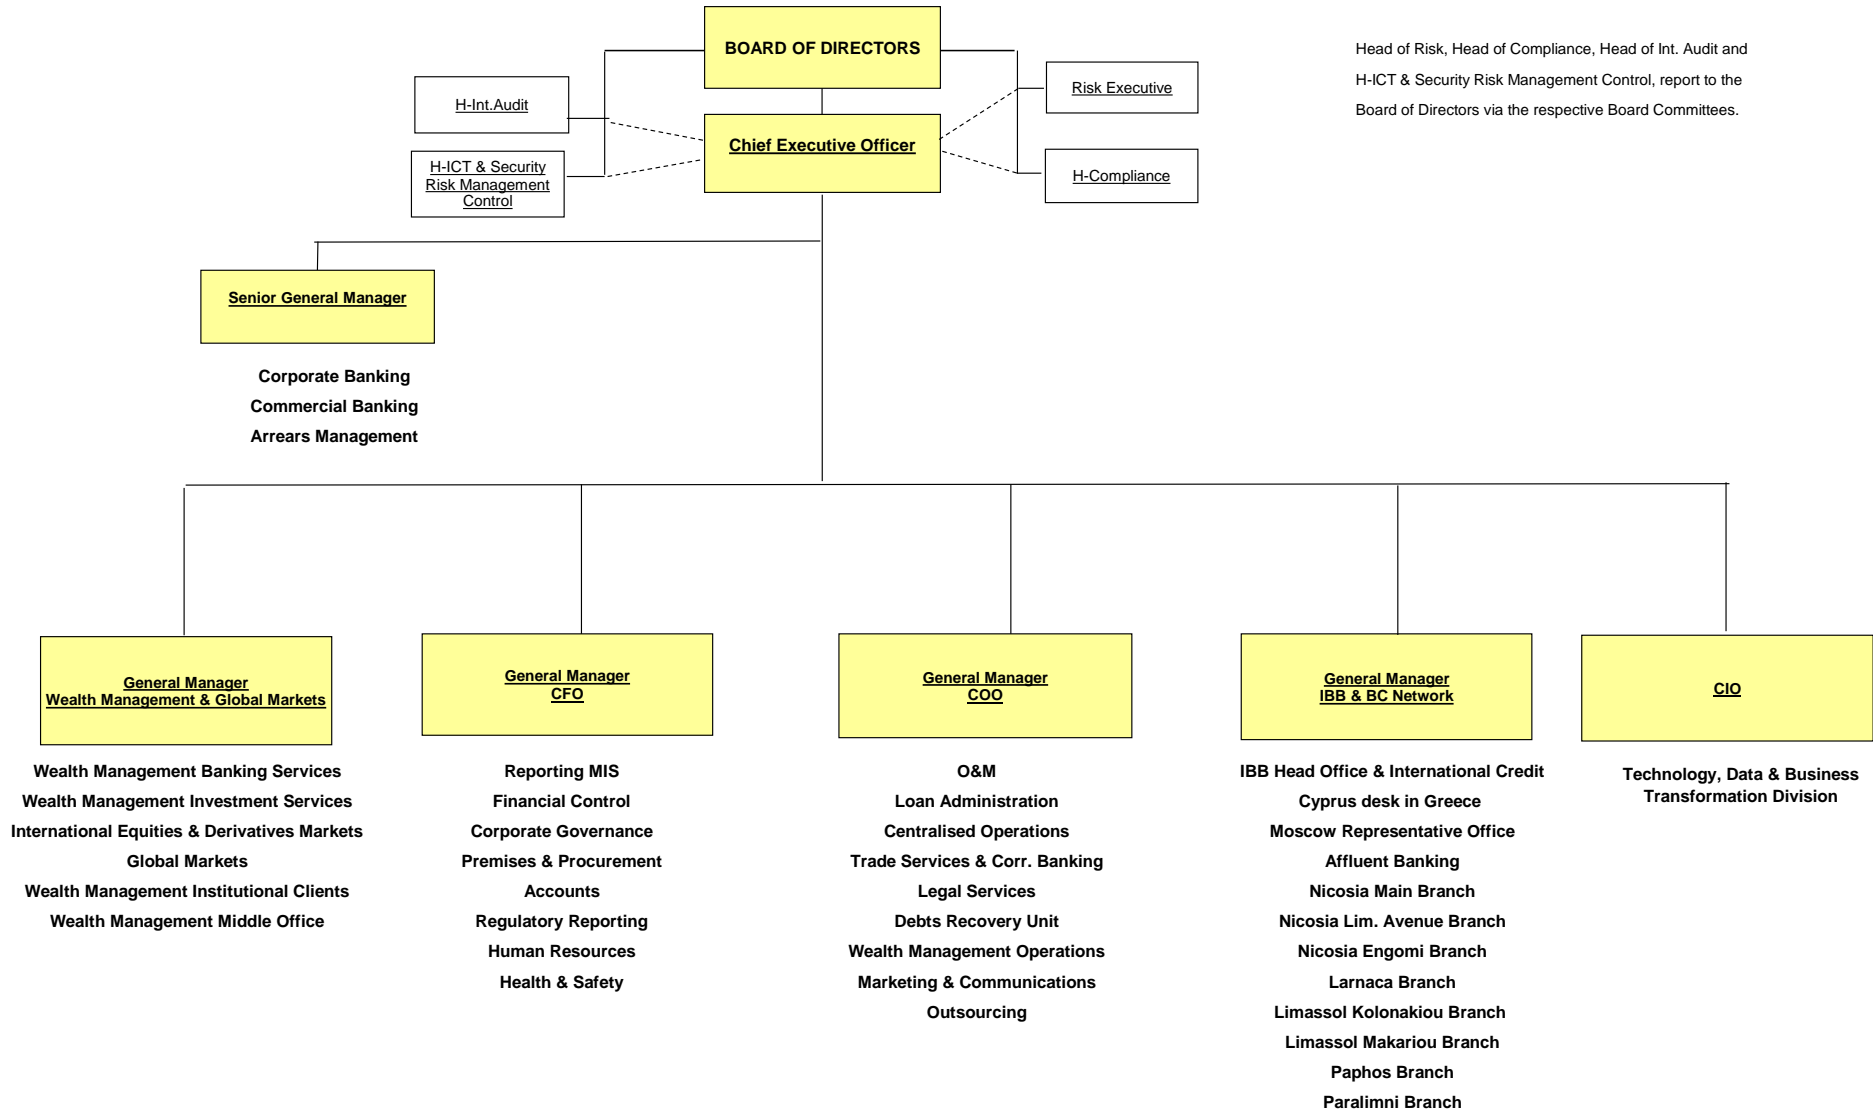 BOARD OF DIRECTORS
Head of Risk, Head of Compliance, Head of Int. Audit and
H-ICT & Security Risk Management Control, report to the
Board of Directors via the respective Board Committees.
H-Int.Audit
Risk Executive
Chief Executive Officer
H-ICT & Security
Risk Management
Control
H-Compliance
Senior General Manager
Corporate Banking
Commercial Banking
Arrears Management
General Manager
Wealth Management & Global Markets
Wealth Management Banking Services
Wealth Management Investment Services
International Equities & Derivatives Markets
Global Markets
Wealth Management Institutional Clients
Wealth Management Middle Office
General Manager
CFO
Reporting MIS
Financial Control
Corporate Governance
Premises & Procurement
Accounts
Regulatory Reporting
Human Resources
Health & Safety
General Manager
COO
O&M
Loan Administration
Centralised Operations
Trade Services & Corr. Banking
Legal Services
Debts Recovery Unit
Wealth Management Operations
Marketing & Communications
Outsourcing
General Manager
IBB & BC Network
IBB Head Office & International Credit
Cyprus desk in Greece
Moscow Representative Office
Affluent Banking
Nicosia Main Branch
Nicosia Lim. Avenue Branch
Nicosia Engomi Branch
Larnaca Branch
Limassol Kolonakiou Branch
Limassol Makariou Branch
Paphos Branch
Paralimni Branch
CIO
Technology, Data & Business
Transformation Division